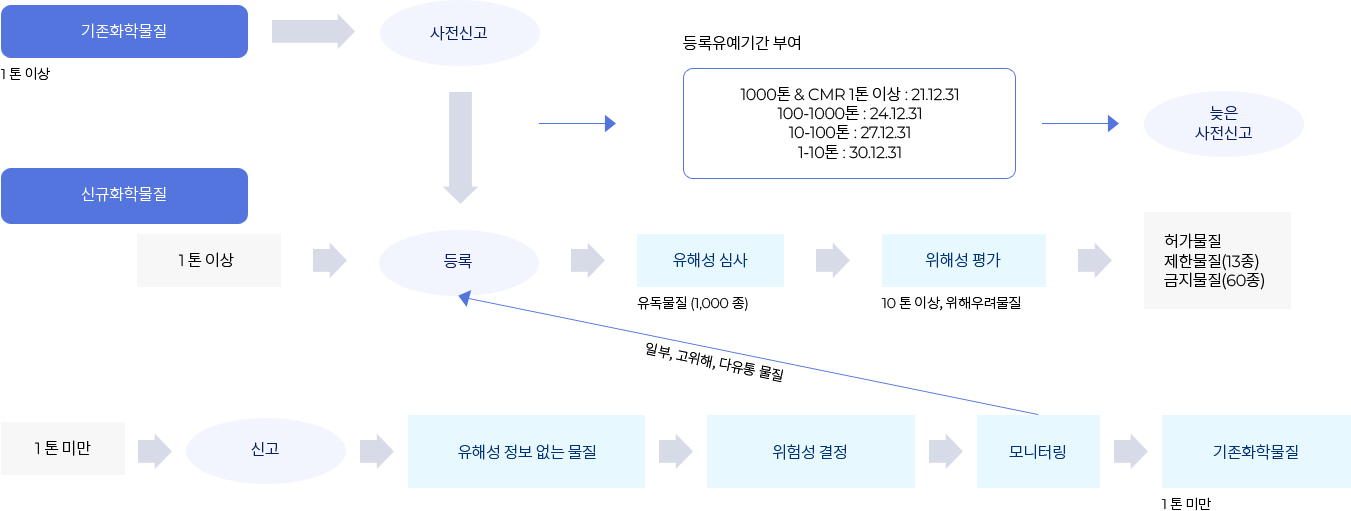 기존화학물질
1 톤 이상
사전신고
등록유예기간 부여
1000톤 & CMR 1톤 이상 : 21.12.31
100-1000톤 : 24.12.31
10-100톤 : 27.12.31
1-10톤 : 30.12.31
늦은
사전신고
신규화학물질
1 톤 이상
등록
유해성 심사
유독물질 (1,000 종)
위해성 평가
10 톤 이상, 위해우려물질
허가물질
제한물질(13종)
금지물질(60종)
일부, 고위해, 다유통 물질
1 톤 미만
신고
유해성 정보 없는 물질
위험성 결정
모니터링
기존화학물질
1 톤 미만